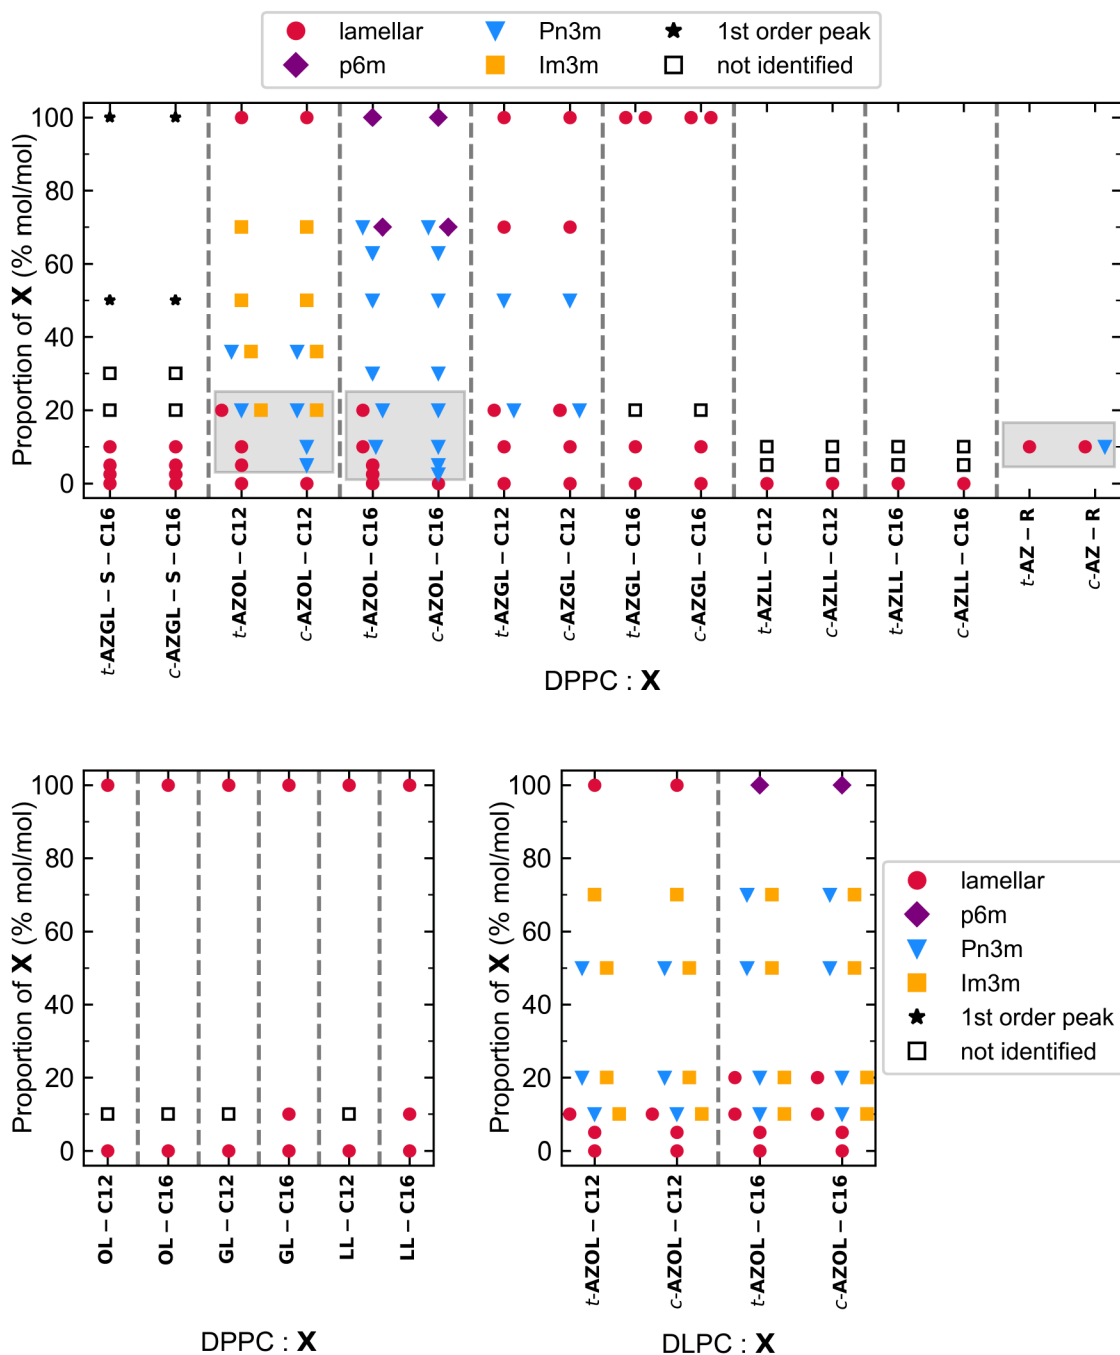 lamellar Pn3m 1st order peak
p6m Im3m not identified
Proportion of X (% mol/mol)
100
80
60
40
20
0
t-AZGL−S−C16
c-AZGL−S−C16
t-AZOL−C12
c-AZOL−C12
t-AZOL−C16
c-AZOL−C16
t-AZGL−C12
c-AZGL−C12
t-AZGL−C16
c-AZGL−C16
t-AZLL−C12
c-AZLL−C12
t-AZLL−C16
c-AZLL−C16
t-AZ−R
c-AZ−R
DPPC : X
Proportion of X (% mol/mol)
100
80
60
40
20
0
OL−C12
OL−C16
GL−C12
GL−C16
LL−C12
LL−C16
DPPC : X
Proportion of X (% mol/mol)
100
80
60
40
20
0
t-AZOL−C12
c-AZOL−C12
t-AZOL−C16
c-AZOL−C16
DLPC : X
lamellar
p6m
Pn3m
Im3m
1st order peak
not identified